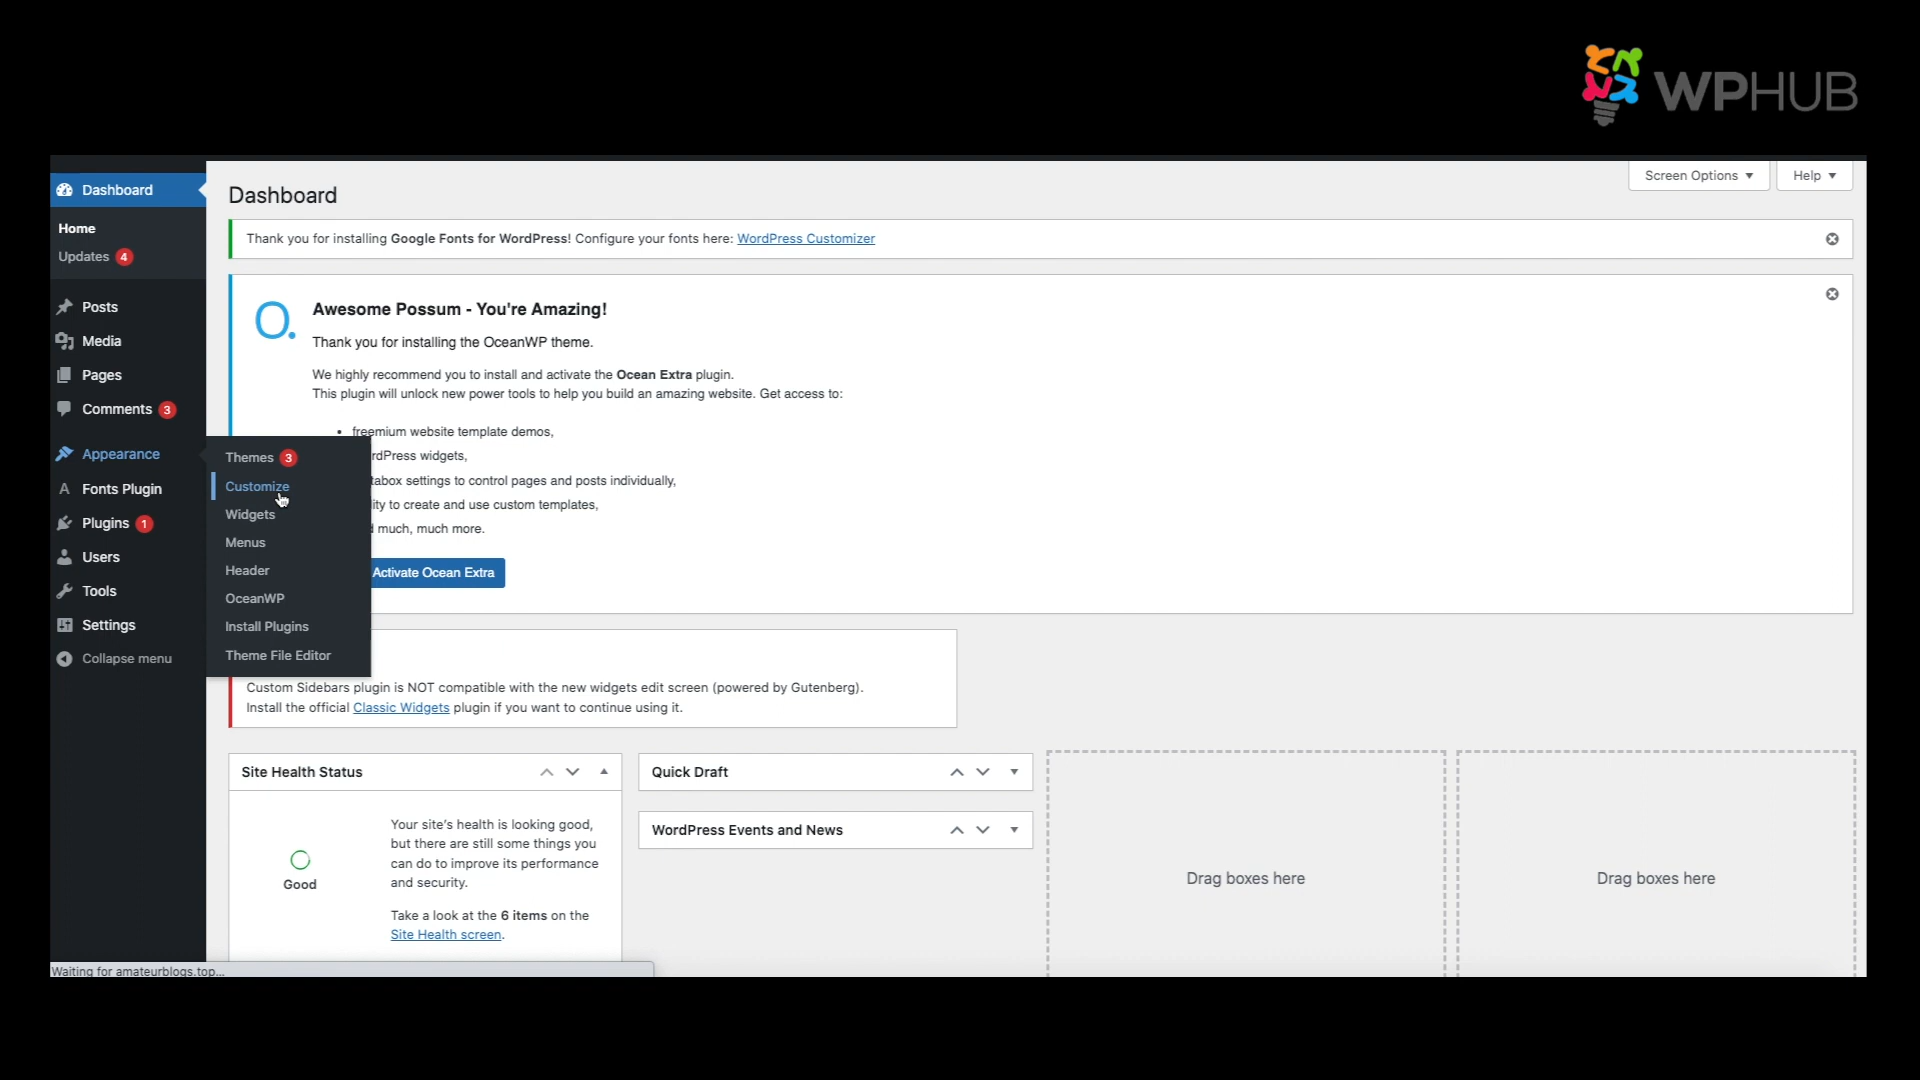 WPHUB
Dashboard
Home
Updates 4
Posts
Media
Pages
Comments 3
Appearance
Fonts Plugin
Plugins 1
Users
Tools
Settings
Collapse menu
Themes 3
Customize
Widgets
Menus
Header
OceanWP
Install Plugins
Theme File Editor
Screen Options
Help
Dashboard
Thank you for installing Google Fonts for WordPress! Configure your fonts here: WordPress Customizer
O.
Awesome Possum - You're Amazing!
Thank you for installing the OceanWP theme.
We highly recommend you to install and activate the Ocean Extra plugin.
This plugin will unlock new power tools to help you build an amazing website. Get access to:
• freemium website template demos,
rdPress widgets,
tabox settings to control pages and posts individually,
ity to create and use custom templates,
d much, much more.
Activate Ocean Extra
Custom Sidebars plugin is NOT compatible with the new widgets edit screen (powered by Gutenberg).
Install the official Classic Widgets plugin if you want to continue using it.
Site Health Status
Good
Your site's health is looking good,
but there are still some things you
can do to improve its performance
and security.
Take a look at the 6 items on the
Site Health screen.
Quick Draft
WordPress Events and News
Drag boxes here
Drag boxes here
Waiting for amateurblogs.top...